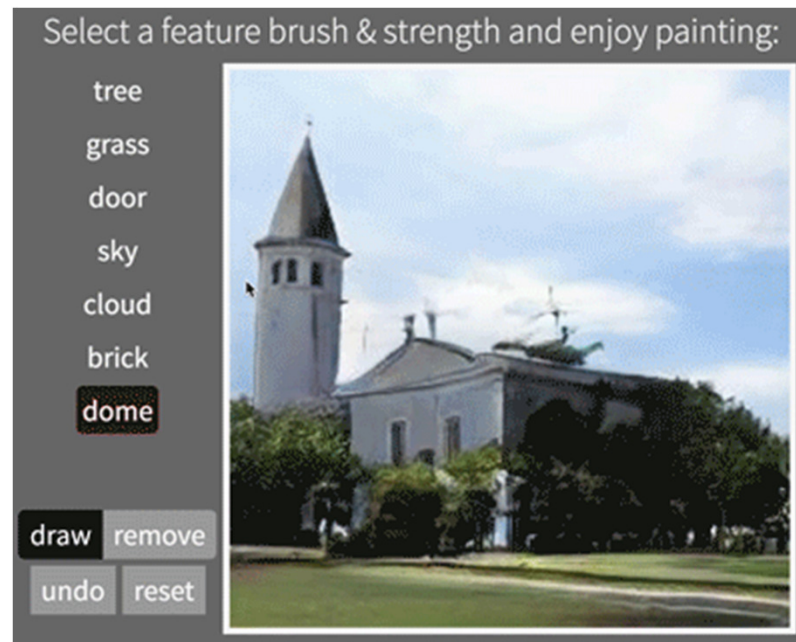 Select a feature brush & strength and enjoy painting:
tree
grass
door
sky
cloud
brick
dome
draw remove
undo reset